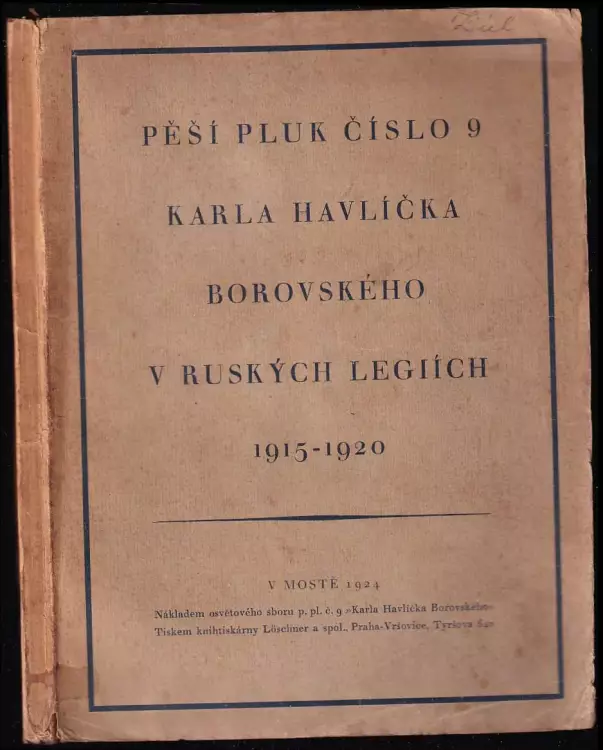 PĚŠÍ PLUK ČÍSLO 9
KARLA HAVLÍČKA
BOROVSKÉHO
V RUSKÝCH LEGIÍCH
1915-1920
V MOSTĚ 1924
Nákladem osvětového sboru p. pl. č. 9 »Karla Havlíčka Borovského«
Tiskem knihtiskárny Löschner a spol., Praha-Vršovice, Tyršova